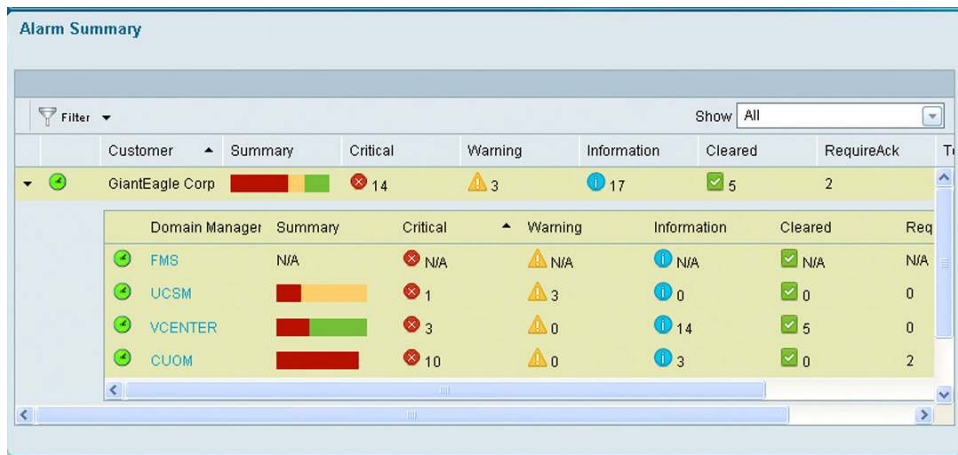 Alarm Summary
Filter Show All
Customer Summary Critical Warning Information Cleared RequireAck
GiantEagle Corp 14 3 17 5 2
Domain Manager Summary Critical Warning Information Cleared Req
FMS N/A N/A N/A N/A N/A N/A
UCSM 1 3 0 0 0
VCENTER 3 0 14 5 0
CUOM 10 0 3 0 2